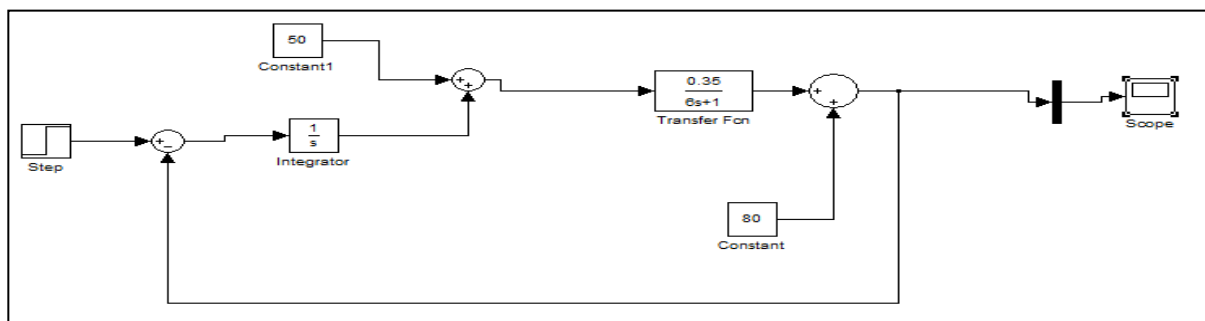 50
Constant1
+
+
0.35
6s+1
Transfer Fcn
+
+
Scope
Step
+
−
1
s
Integrator
80
Constant